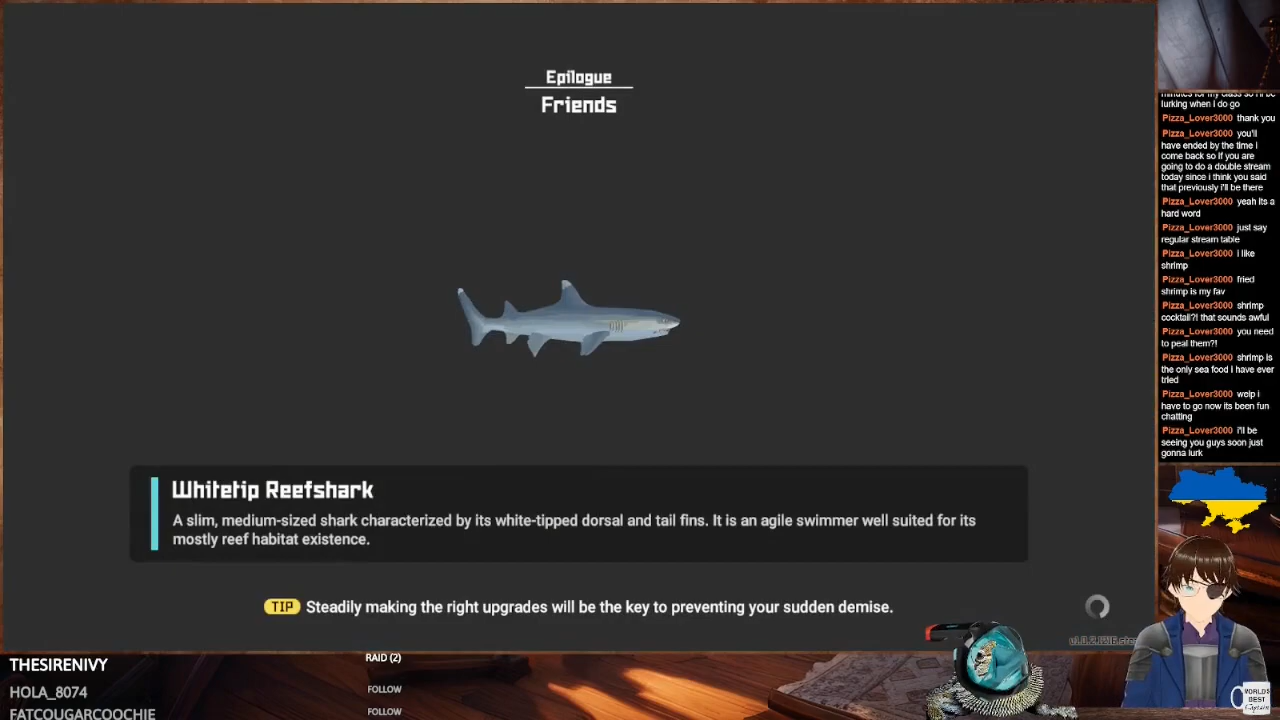 Epilogue
Friends
Whitetip Reefshark
A slim, medium-sized shark characterized by its white-tipped dorsal and tail fins. It is an agile swimmer well suited for its
mostly reef habitat existence.
TIP Steadily making the right upgrades will be the key to preventing your sudden demise.
lurking when i do go
Pizza_Lover3000 thank you
Pizza_Lover3000 you'll
have ended by the time i
come back so if you are
going to do a double stream
today since i think you said
that previously i'll be there
Pizza_Lover3000 yeah its a
hard word
Pizza_Lover3000 just say
regular stream table
Pizza_Lover3000 i like
shrimp
Pizza_Lover3000 fried
shrimp is my fav
Pizza_Lover3000 shrimp
cocktail?! that sounds awful
Pizza_Lover3000 you need
to peal them?!
Pizza_Lover3000 shrimp is
the only sea food i have ever
tried
Pizza_Lover3000 welp i
have to go now its been fun
chatting
Pizza_Lover3000 i'll be
seeing you guys soon just
gonna lurk
THESIRENIVY RAID (2)
HOLA_8074 FOLLOW
FATCOUGARCOOCHIE FOLLOW
WORLD'S
BEST
Captain